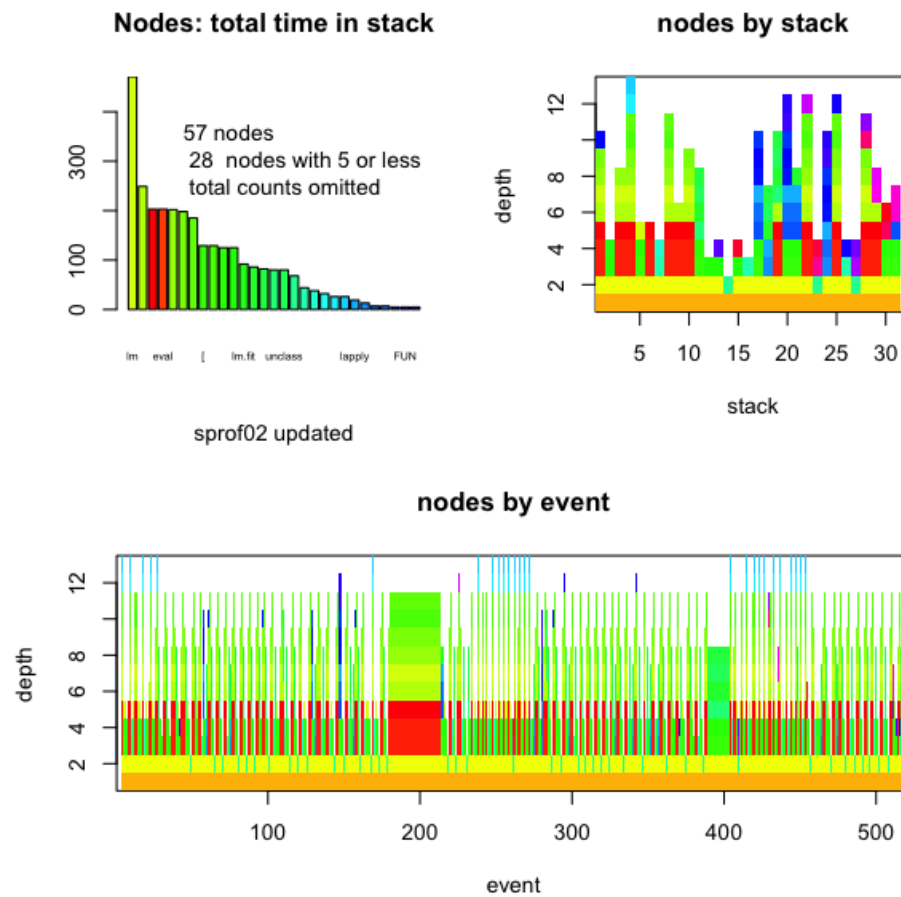 Nodes: total time in stack
57 nodes
28 nodes with 5 or less
total counts omitted
300
100
0
lm eval [ lm.fit unclass lapply FUN
sprof02 updated
nodes by stack
depth
12
8
6
4
2
5 10 15 20 25 30
stack
nodes by event
depth
12
8
6
4
2
100 200 300 400 500
event